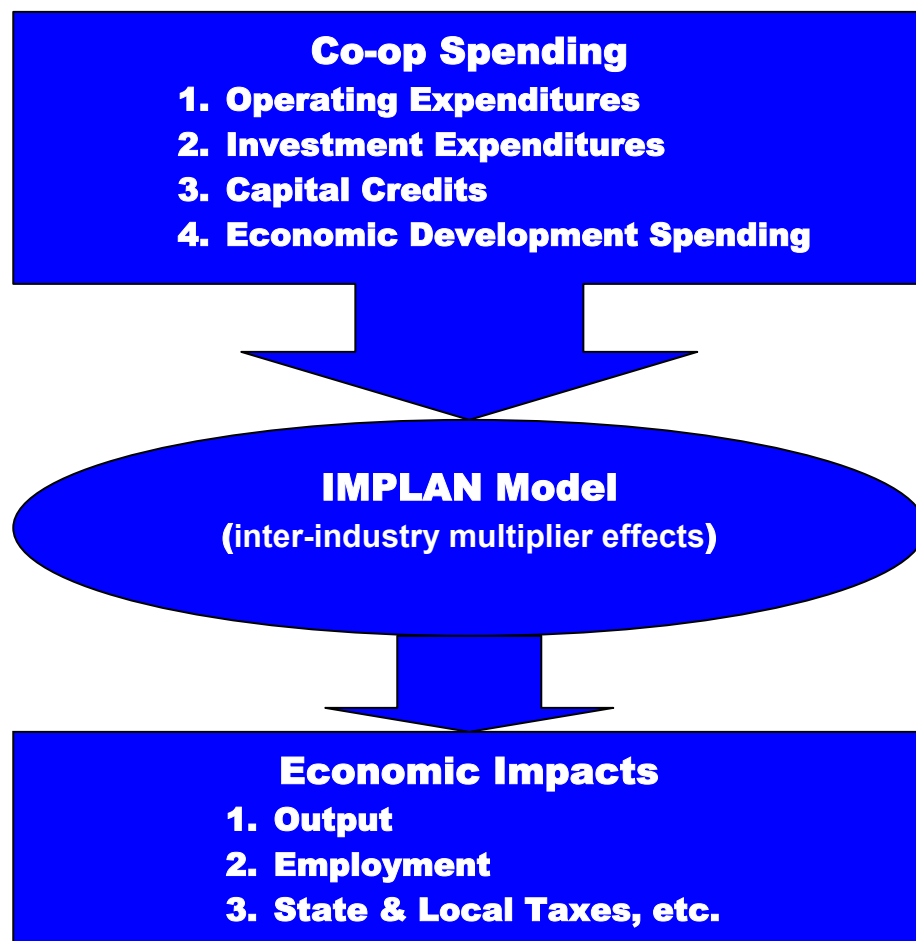 Co-op Spending
1. Operating Expenditures
2. Investment Expenditures
3. Capital Credits
4. Economic Development Spending
IMPLAN Model
(inter-industry multiplier effects)
Economic Impacts
1. Output
2. Employment
3. State & Local Taxes, etc.